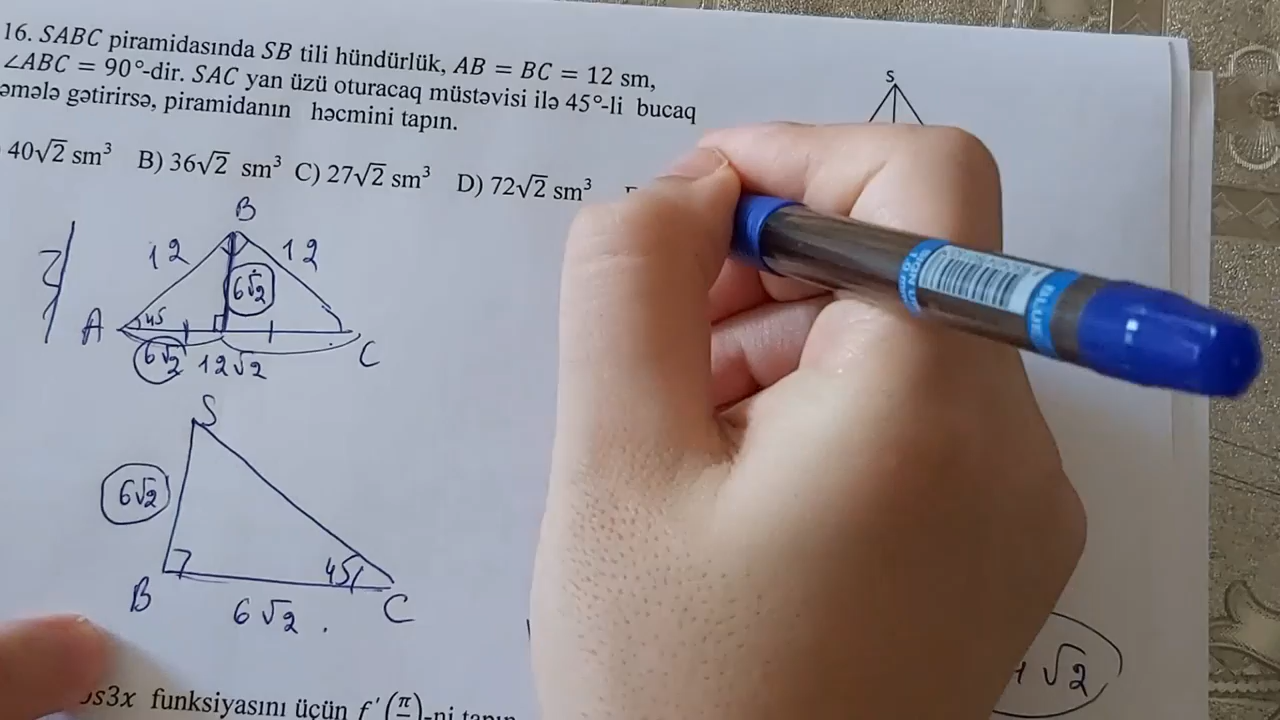 16. SABC piramidasında SB tili hündürlük, AB = BC = 12 sm,
∠ABC = 90°-dir. SAC yan üzü oturacaq müstəvisi ilə 45°-li bucaq
əmələ gətirirsə, piramidanın həcmini tapın.
40√2 sm³ B) 36√2 sm³ C) 27√2 sm³ D) 72√2 sm³
S
B
12 12
6√2
A 45 C
6√2 12√2
S
6√2
B 45 C
6√2 .
√2
funksiyasını üçün
BLUE